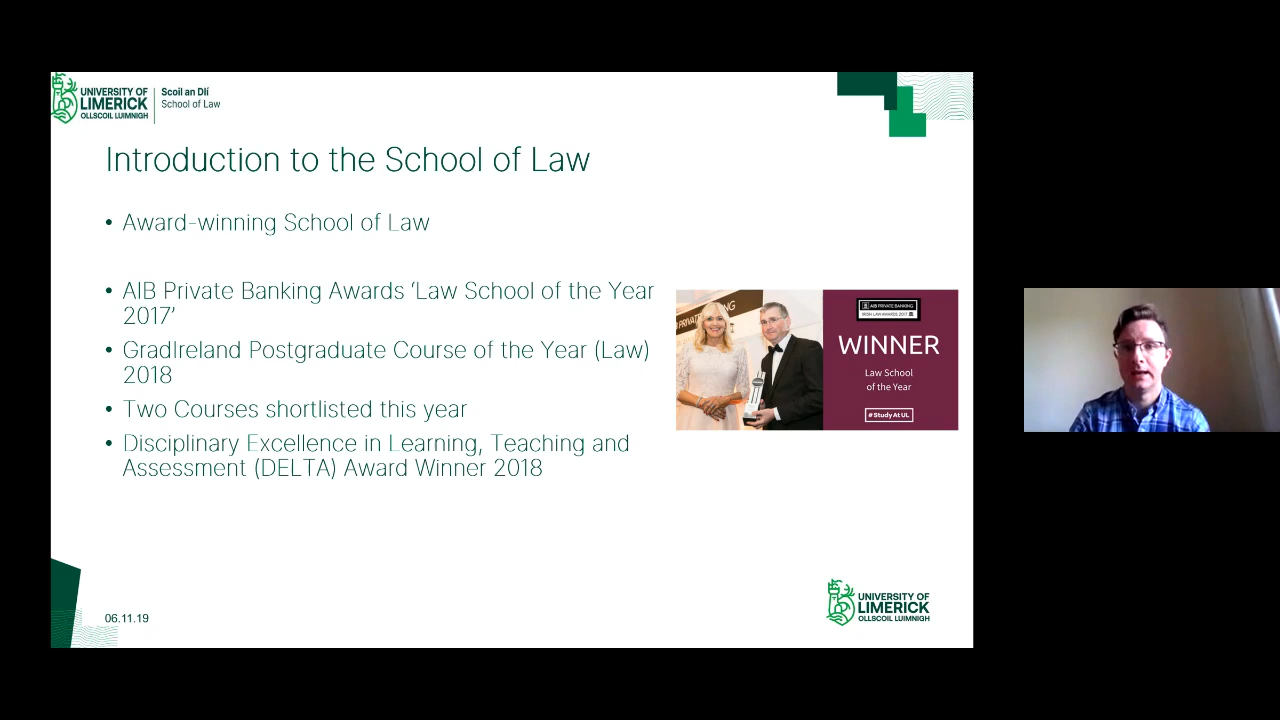 UNIVERSITY OF
LIMERICK
OLLSCOIL LUIMNIGH
Scoil an Dlí
School of Law
Introduction to the School of Law
• Award-winning School of Law
• AIB Private Banking Awards ‘Law School of the Year
2017’
• GradIreland Postgraduate Course of the Year (Law)
2018
• Two Courses shortlisted this year
• Disciplinary Excellence in Learning, Teaching and
Assessment (DELTA) Award Winner 2018
AIB PRIVATE BANKING
IRISH LAW AWARDS 2017
WINNER
Law School
of the Year
#StudyAtUL
06.11.19
UNIVERSITY OF
LIMERICK
OLLSCOIL LUIMNIGH